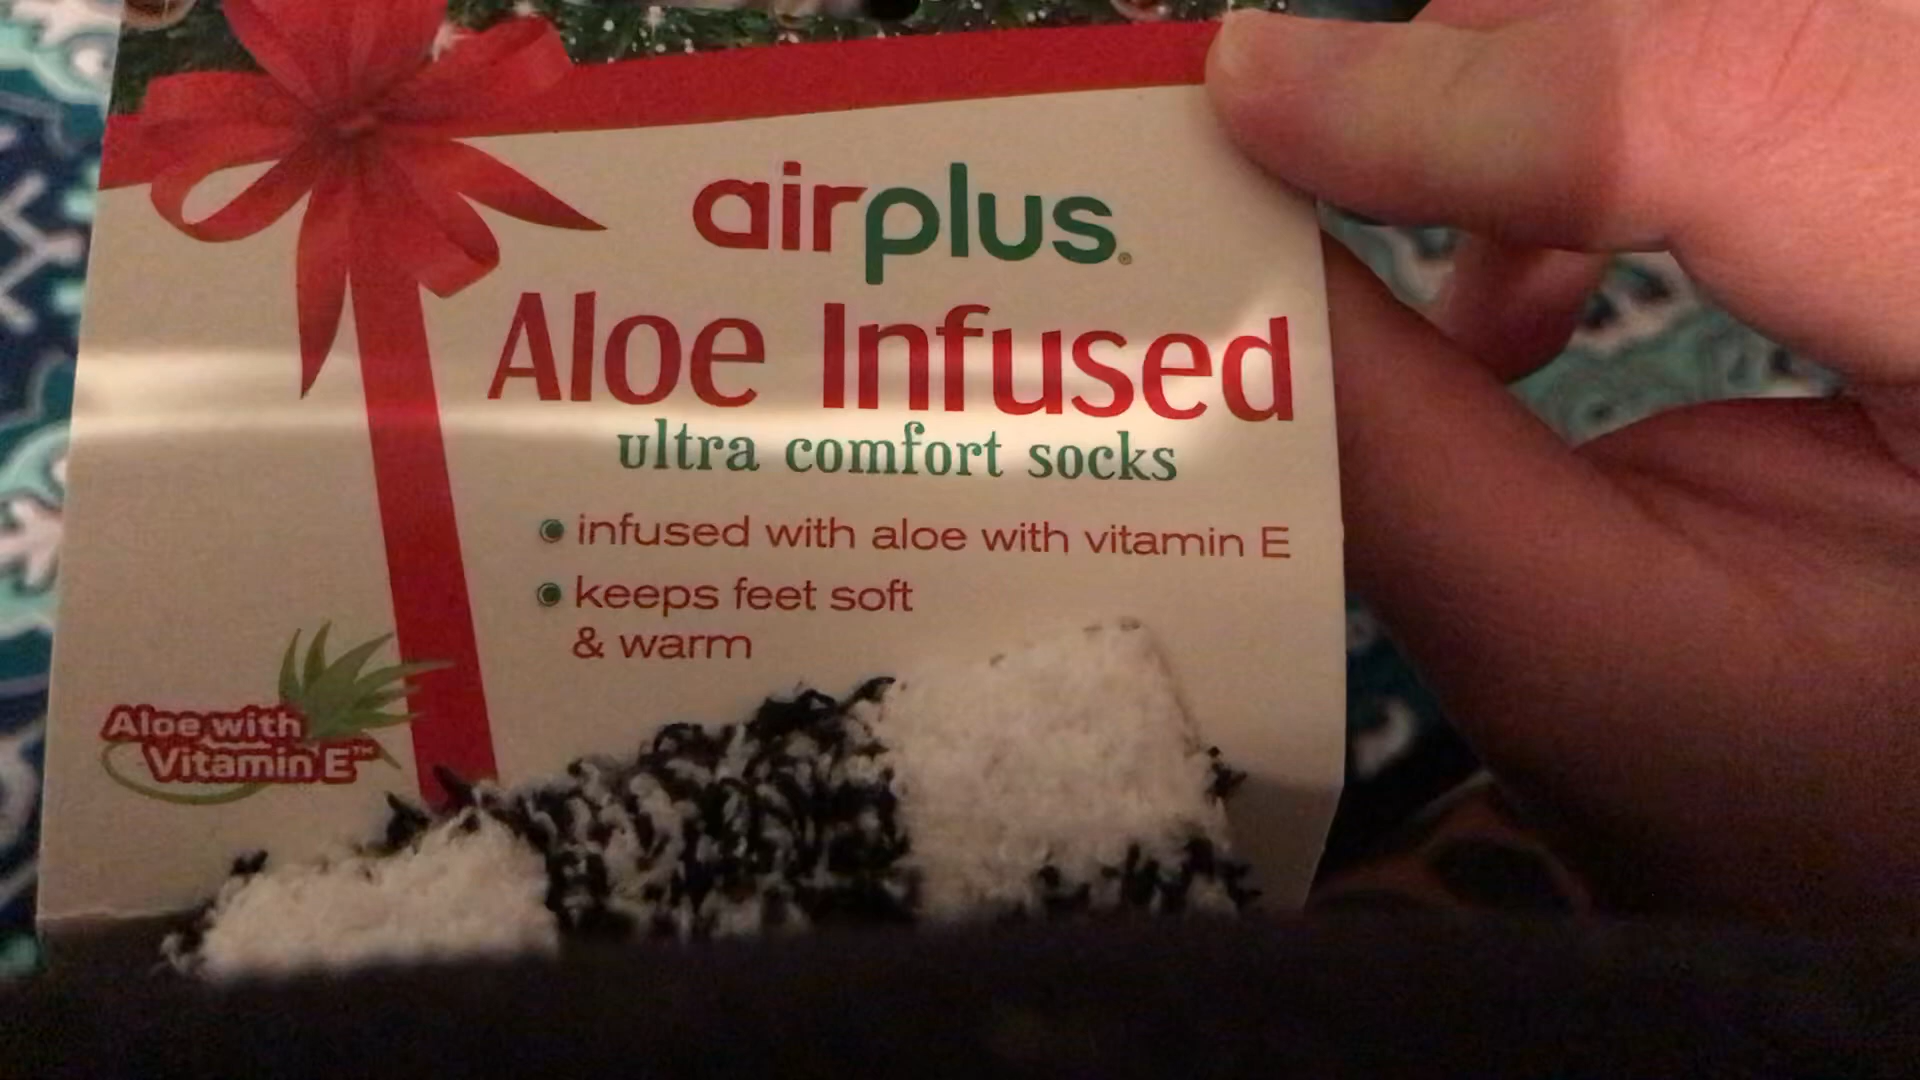 airplus®
Aloe Infused
ultra comfort socks
infused with aloe with vitamin E
keeps feet soft
& warm
Aloe with
Vitamin E™